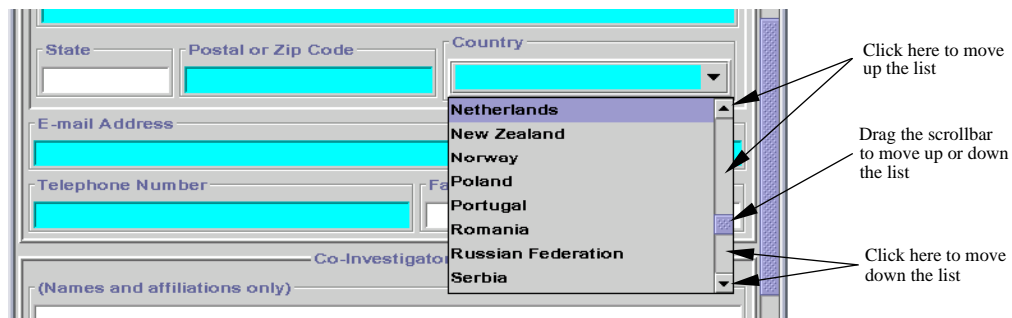 State
Postal or Zip Code
Country
Click here to move
up the list
Netherlands
New Zealand
Norway
Poland
Portugal
Romania
Russian Federation
Serbia
E-mail Address
Drag the scrollbar
to move up or down
the list
Telephone Number
Fa
Click here to move
down the list
Co-Investigator
(Names and affiliations only)